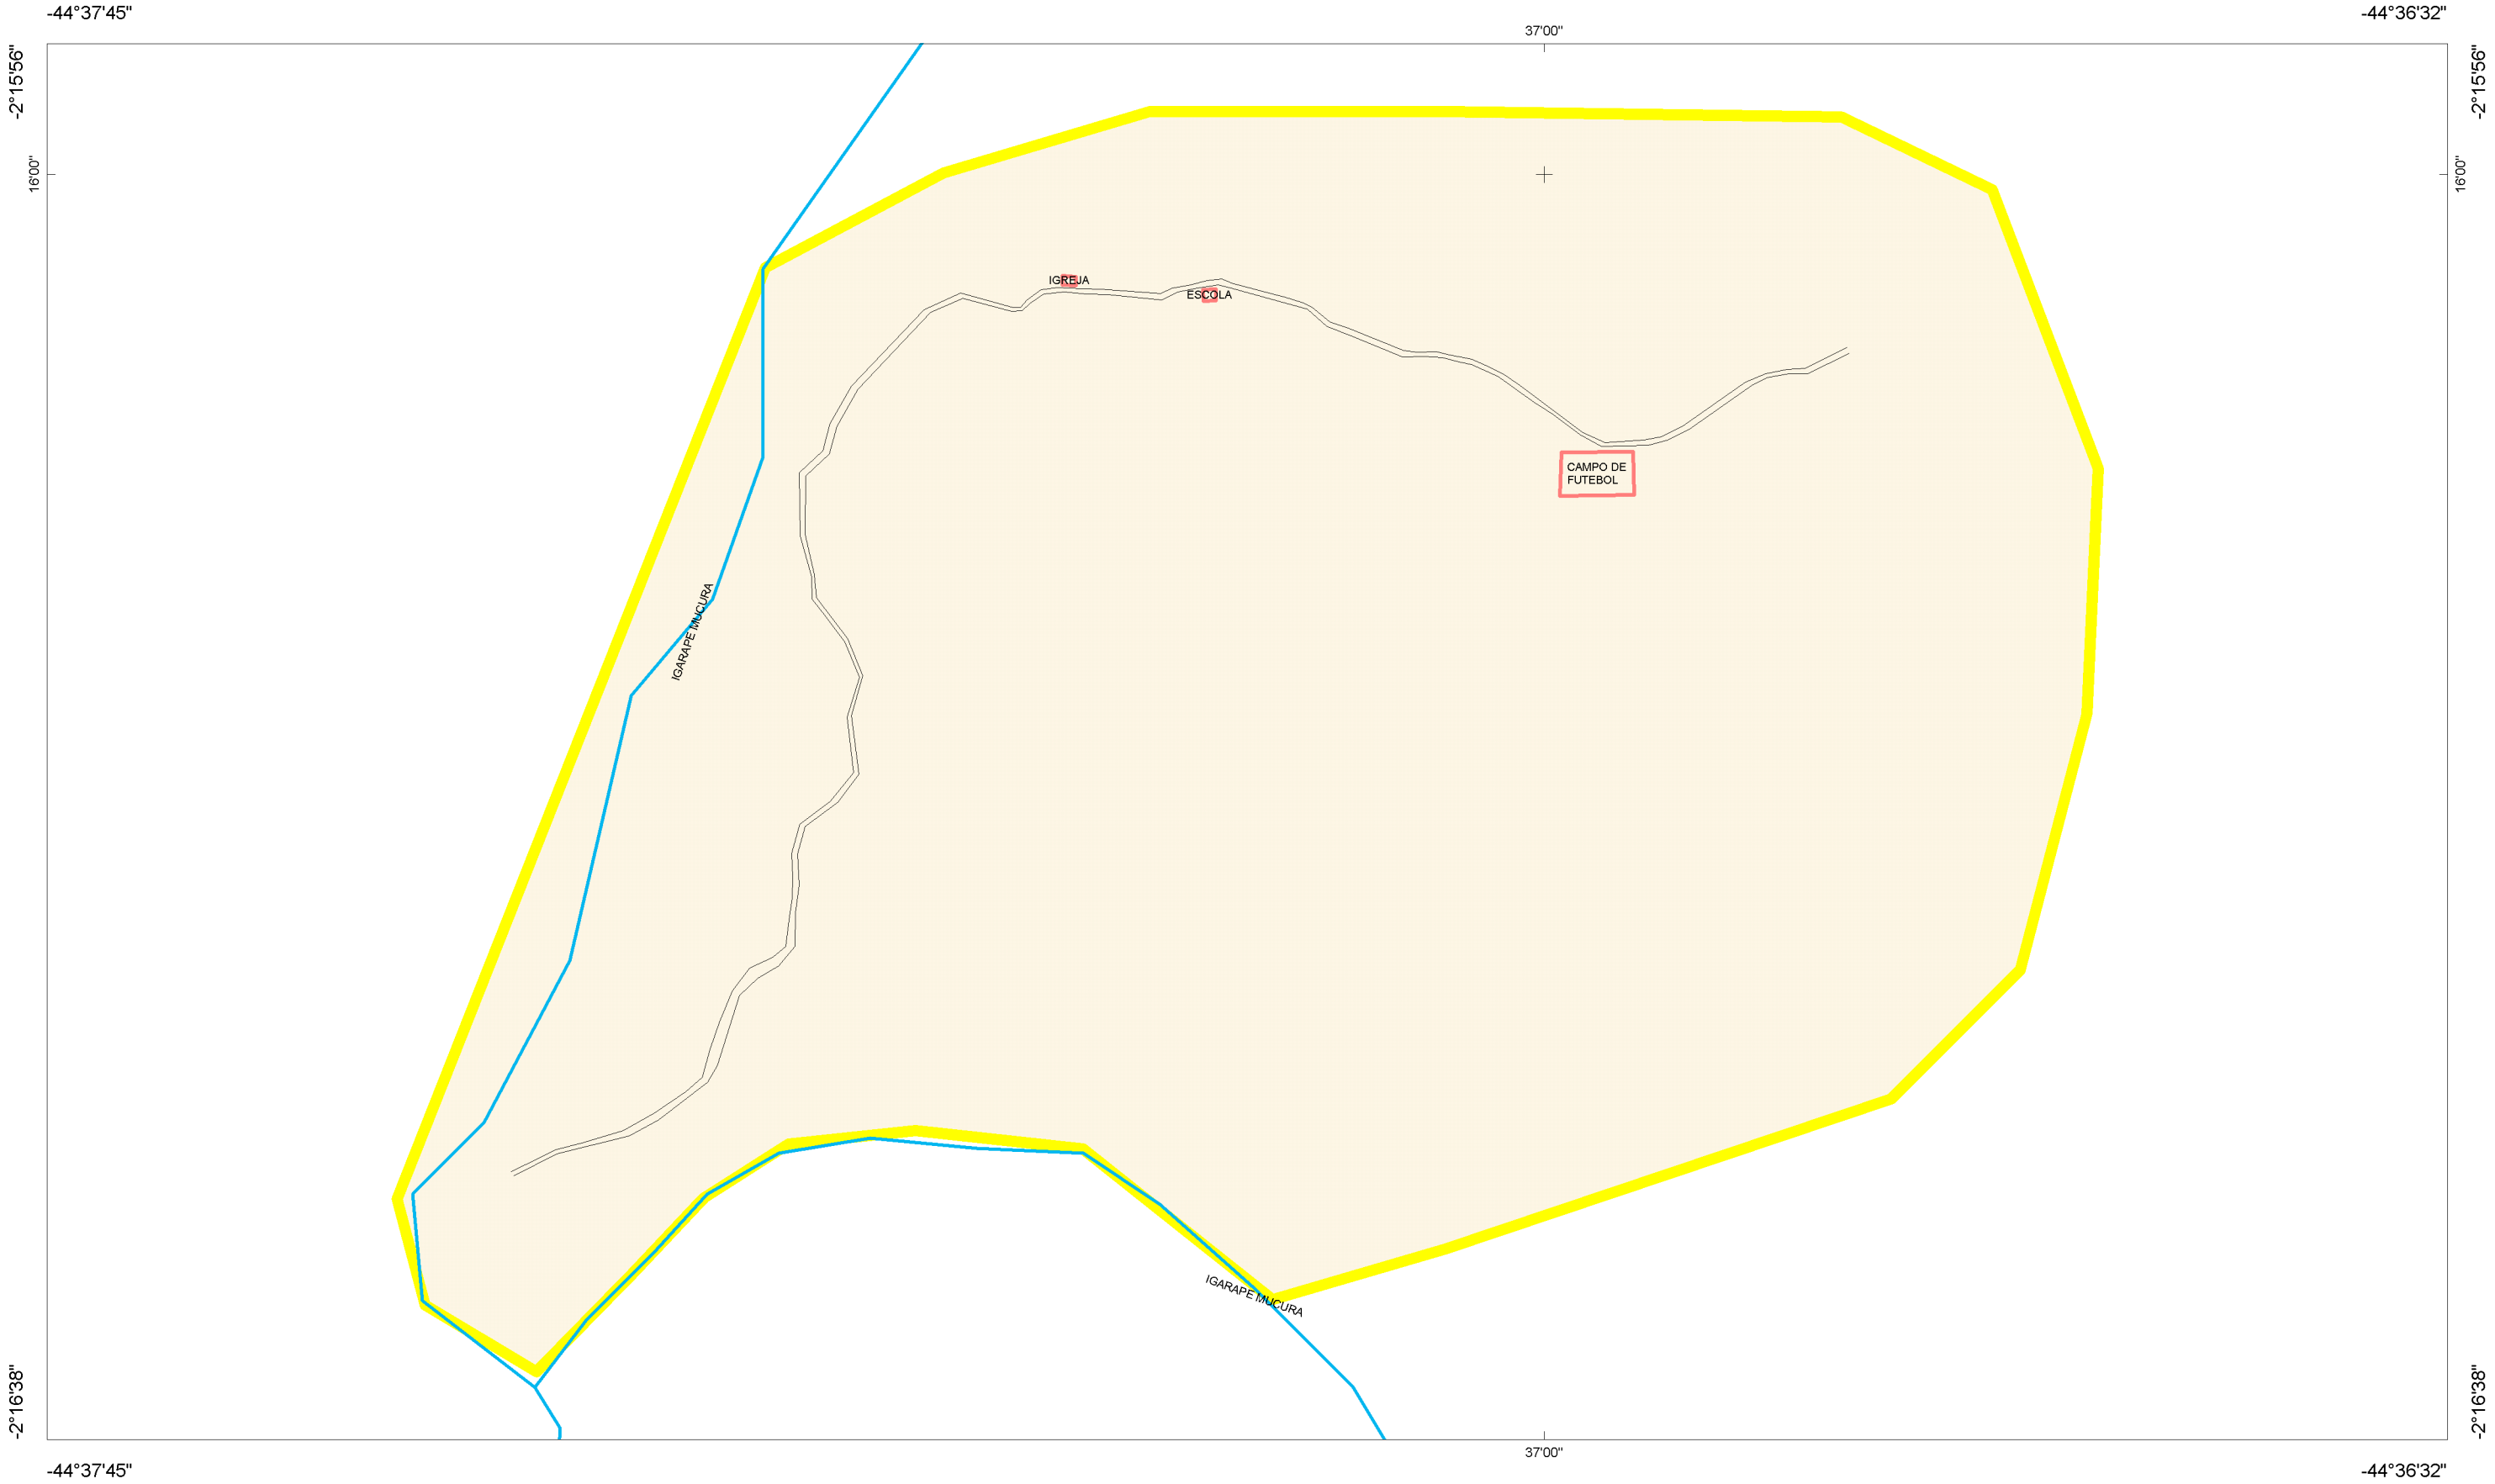 -44°37'45"
-44°36'32"
37'00"
-2°15'56"
-2°15'56"
16'00"
16'00"
IGREJA
ESCOLA
CAMPO DE
FUTEBOL
IGARAPE MUCURA
IGARAPE MUCURA
-2°16'38"
-2°16'38"
37'00"
-44°37'45"
-44°36'32"